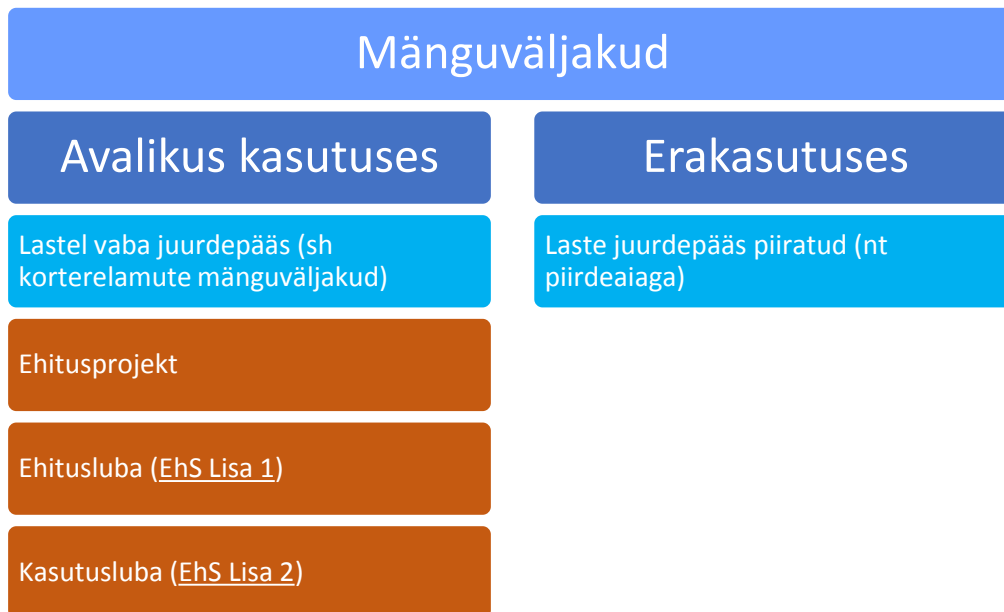 Mänguväljakud
Avalikus kasutuses
Erakasutuses
Lastel vaba juurdepääs (sh
korterelamute mänguväljakud)
Laste juurdepääs piiratud (nt
piirdeaiaga)
Ehitusprojekt
Ehitusluba (EhS Lisa 1)
Kasutusluba (EhS Lisa 2)